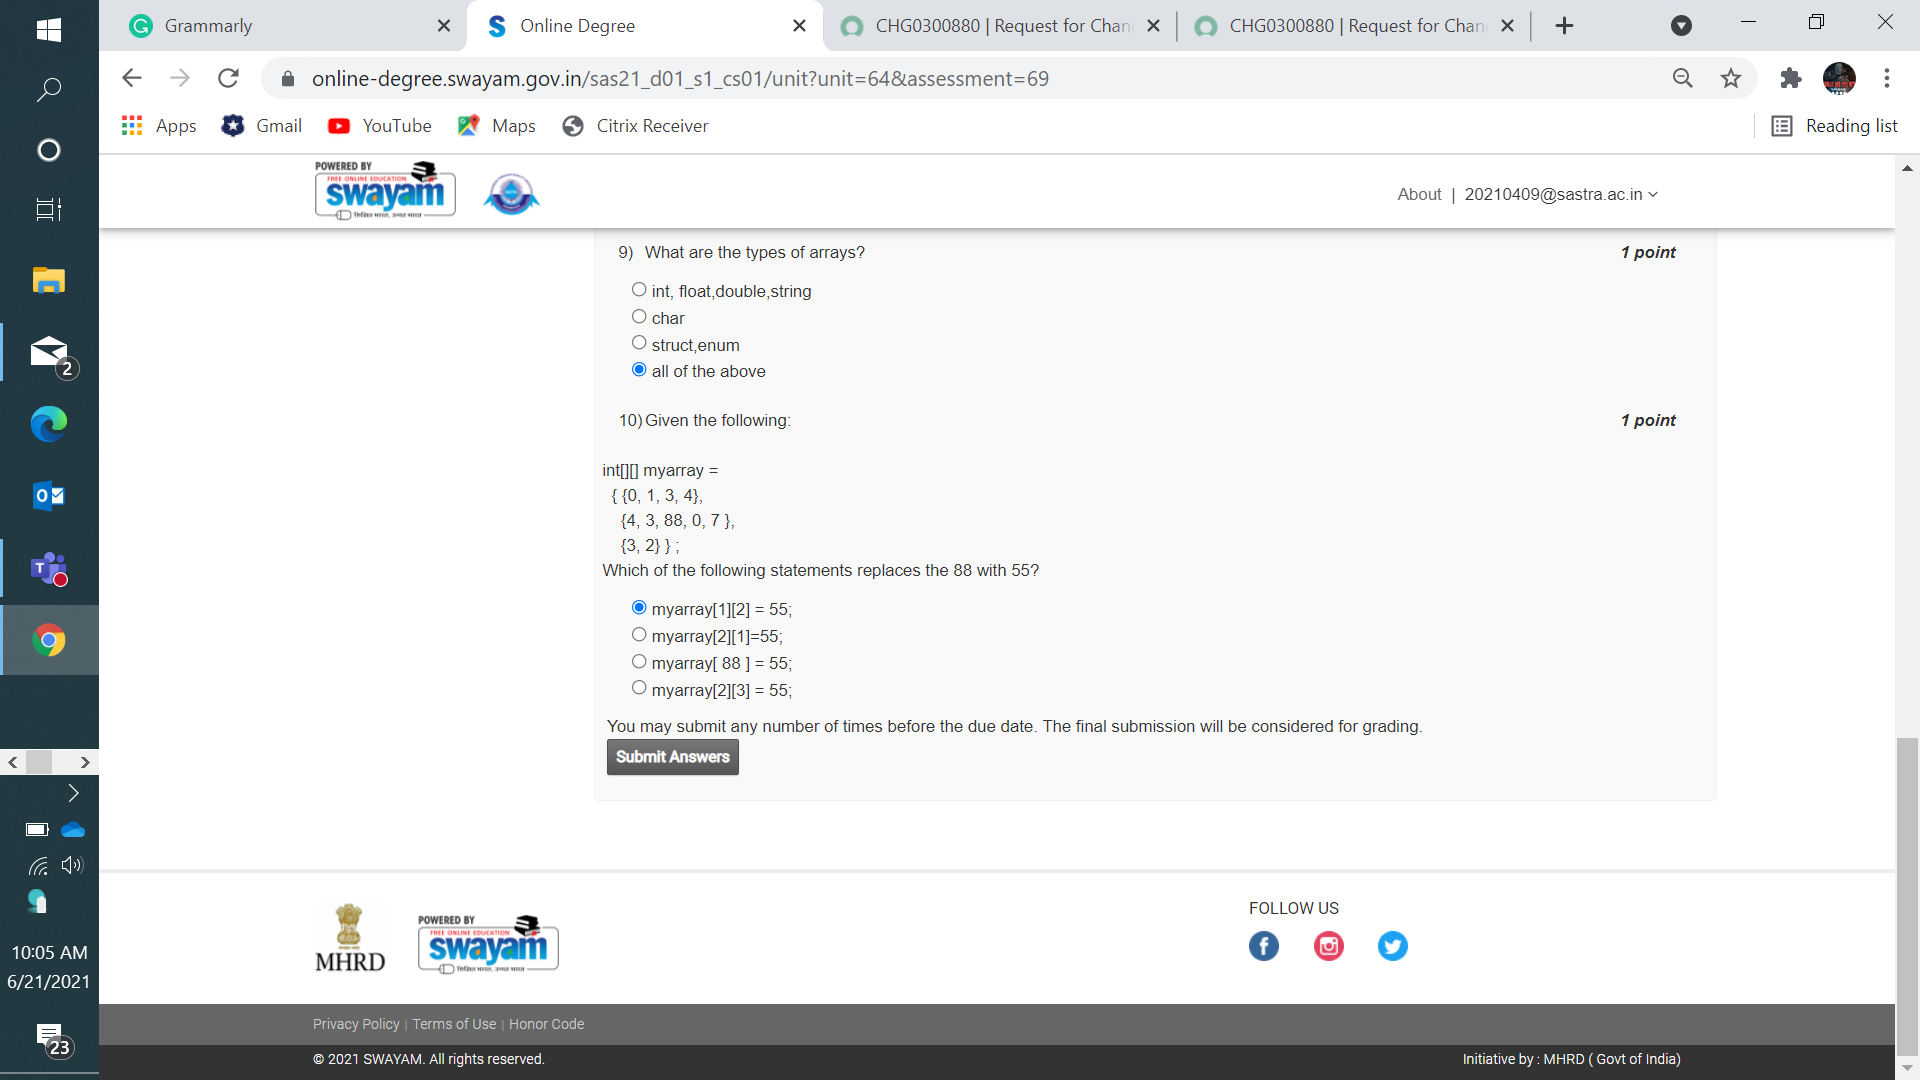 Grammarly
Online Degree
CHG0300880 | Request for Chan
CHG0300880 | Request for Chan
online-degree.swayam.gov.in/sas21_d01_s1_cs01/unit?unit=64&assessment=69
Apps
Gmail
YouTube
Maps
Citrix Receiver
Reading list
POWERED BY
FREE ONLINE EDUCATION
swayam
About | 20210409@sastra.ac.in
9) What are the types of arrays?
1 point
int, float,double,string
char
struct,enum
all of the above
10) Given the following:
1 point
int[][] myarray =
{ {0, 1, 3, 4},
{4, 3, 88, 0, 7 },
{3, 2} } ;
Which of the following statements replaces the 88 with 55?
myarray[1][2] = 55;
myarray[2][1]=55;
myarray[ 88 ] = 55;
myarray[2][3] = 55;
You may submit any number of times before the due date. The final submission will be considered for grading.
Submit Answers
2
10:05 AM
6/21/2021
23
MHRD
POWERED BY
FREE ONLINE EDUCATION
swayam
FOLLOW US
Privacy Policy | Terms of Use | Honor Code
© 2021 SWAYAM. All rights reserved.
Initiative by : MHRD ( Govt of India)